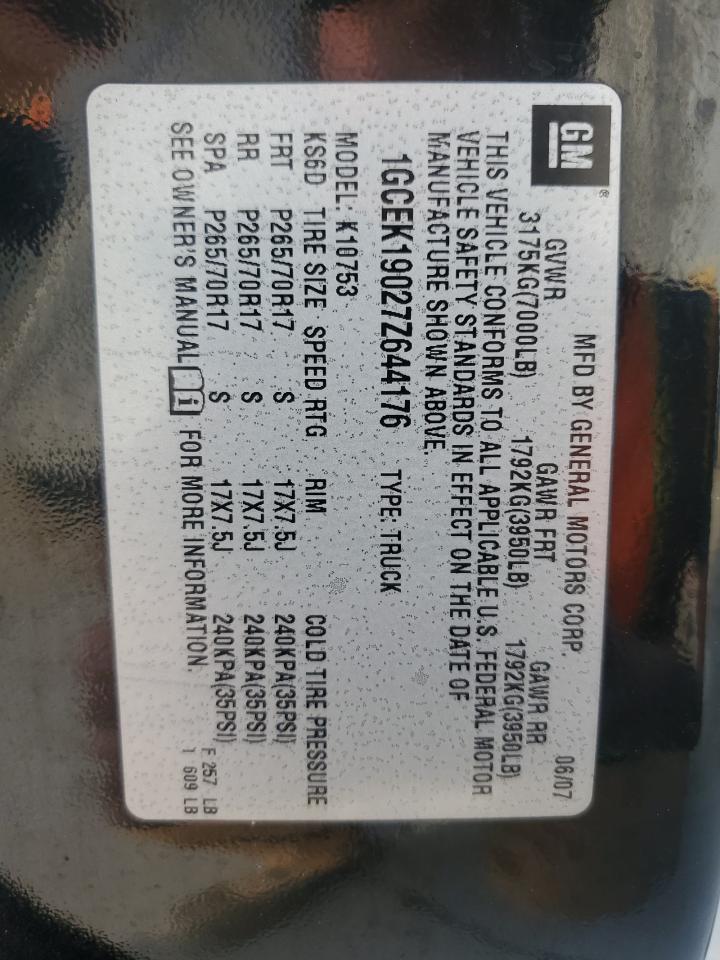 GM ®
MFD BY GENERAL MOTORS CORP. 06/07
GVWR GAWR FRT GAWR RR
3175KG(7000LB) 1792KG(3950LB) 1792KG(3950LB)
THIS VEHICLE CONFORMS TO ALL APPLICABLE U.S. FEDERAL MOTOR
VEHICLE SAFETY STANDARDS IN EFFECT ON THE DATE OF
MANUFACTURE SHOWN ABOVE.
1GCEK19027Z644176 TYPE: TRUCK
MODEL: K10753
KS6D TIRE SIZE SPEED RTG RIM COLD TIRE PRESSURE
FRT P265/70R17 S 17X7.5J 240KPA(35PSI)
RR P265/70R17 S 17X7.5J 240KPA(35PSI)
SPA P265/70R17 S 17X7.5J 240KPA(35PSI) F 257 LB
SEE OWNER'S MANUAL i FOR MORE INFORMATION. 1 609 LB